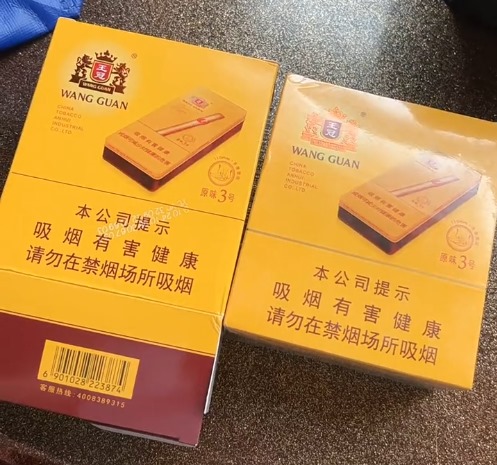 王冠
WANG GUAN
WANG GUAN
CHINA
TOBACCO
ANHUI
INDUSTRIAL
CO.,LTD.
原味3号
本公司提示
吸烟有害健康
请勿在禁烟场所吸烟
6 901028 223874
客服热线: 4008389315
王冠
WANG GUAN
CHINA
TOBACCO
ANHUI
INDUSTRIAL
CO.,LTD.
原味3号
本公司提示
吸烟有害健康
请勿在禁烟场所吸烟